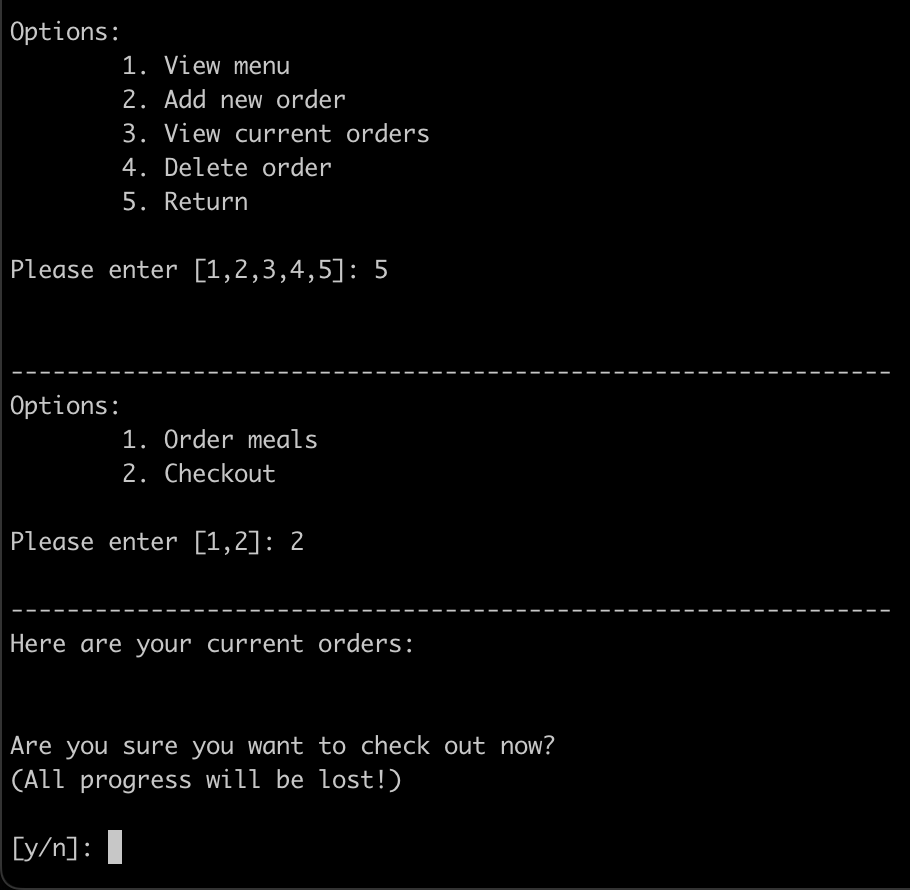 Options:
1. View menu
2. Add new order
3. View current orders
4. Delete order
5. Return
Please enter [1,2,3,4,5]: 5
---------------------------------------------------------------
Options:
1. Order meals
2. Checkout
Please enter [1,2]: 2
---------------------------------------------------------------
Here are your current orders:
Are you sure you want to check out now?
(All progress will be lost!)
[y/n]: